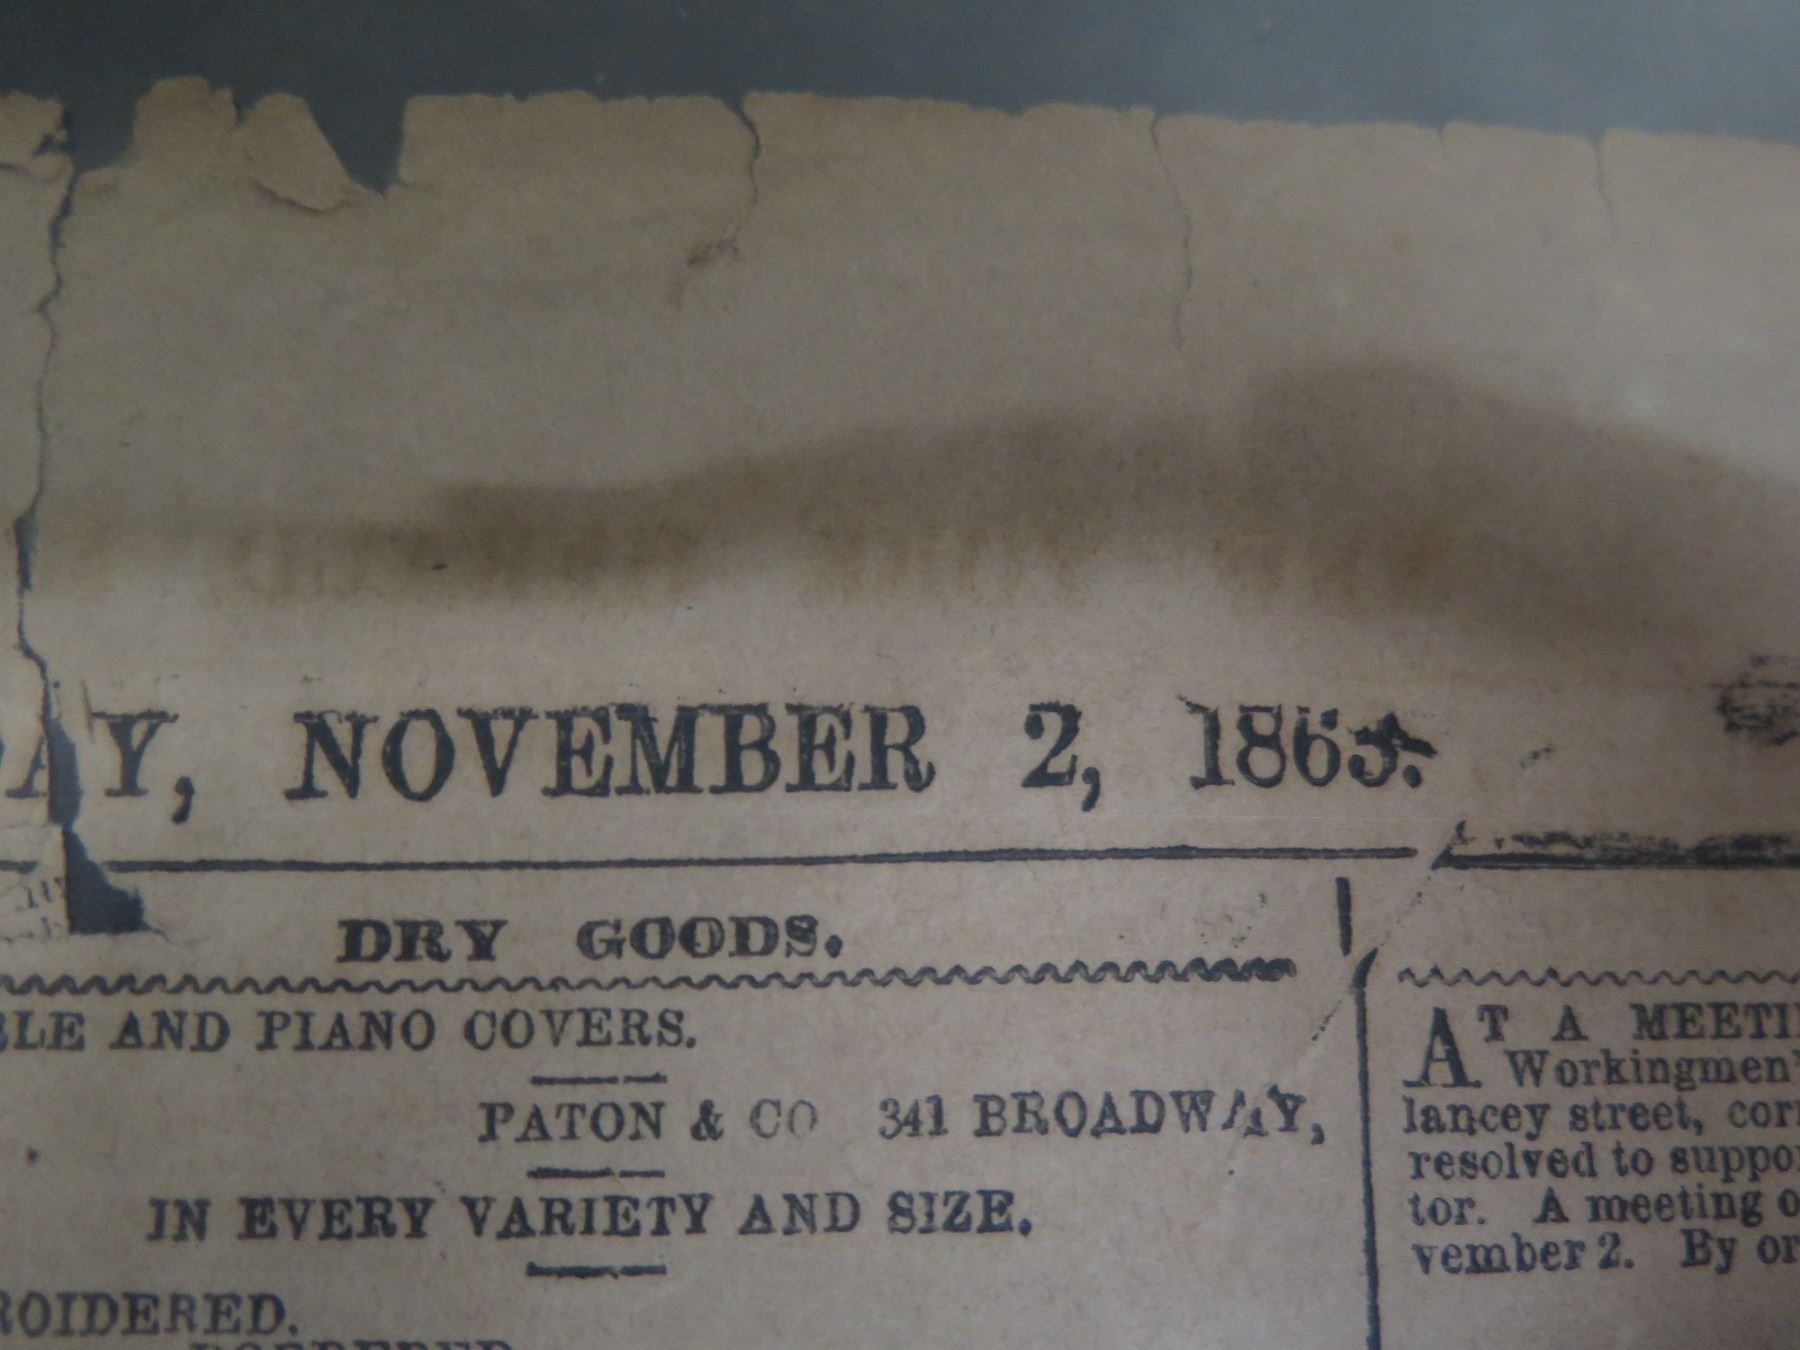 AY, NOVEMBER 2, 1865.
DRY GOODS.
BLE AND PIANO COVERS.
PATON & CO 341 BROADWAY,
IN EVERY VARIETY AND SIZE.
ROIDERED.
AT A MEETI
Workingmen'
lancey street, cor
resolved to suppor
tor. A meeting o
vember 2. By or